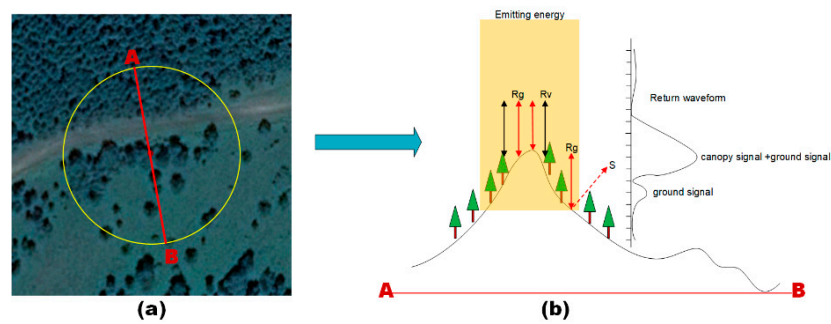 A
B
(a)
Emitting energy
Rg
Rv
Rg
S
Return waveform
canopy signal +ground signal
ground signal
A
B
(b)